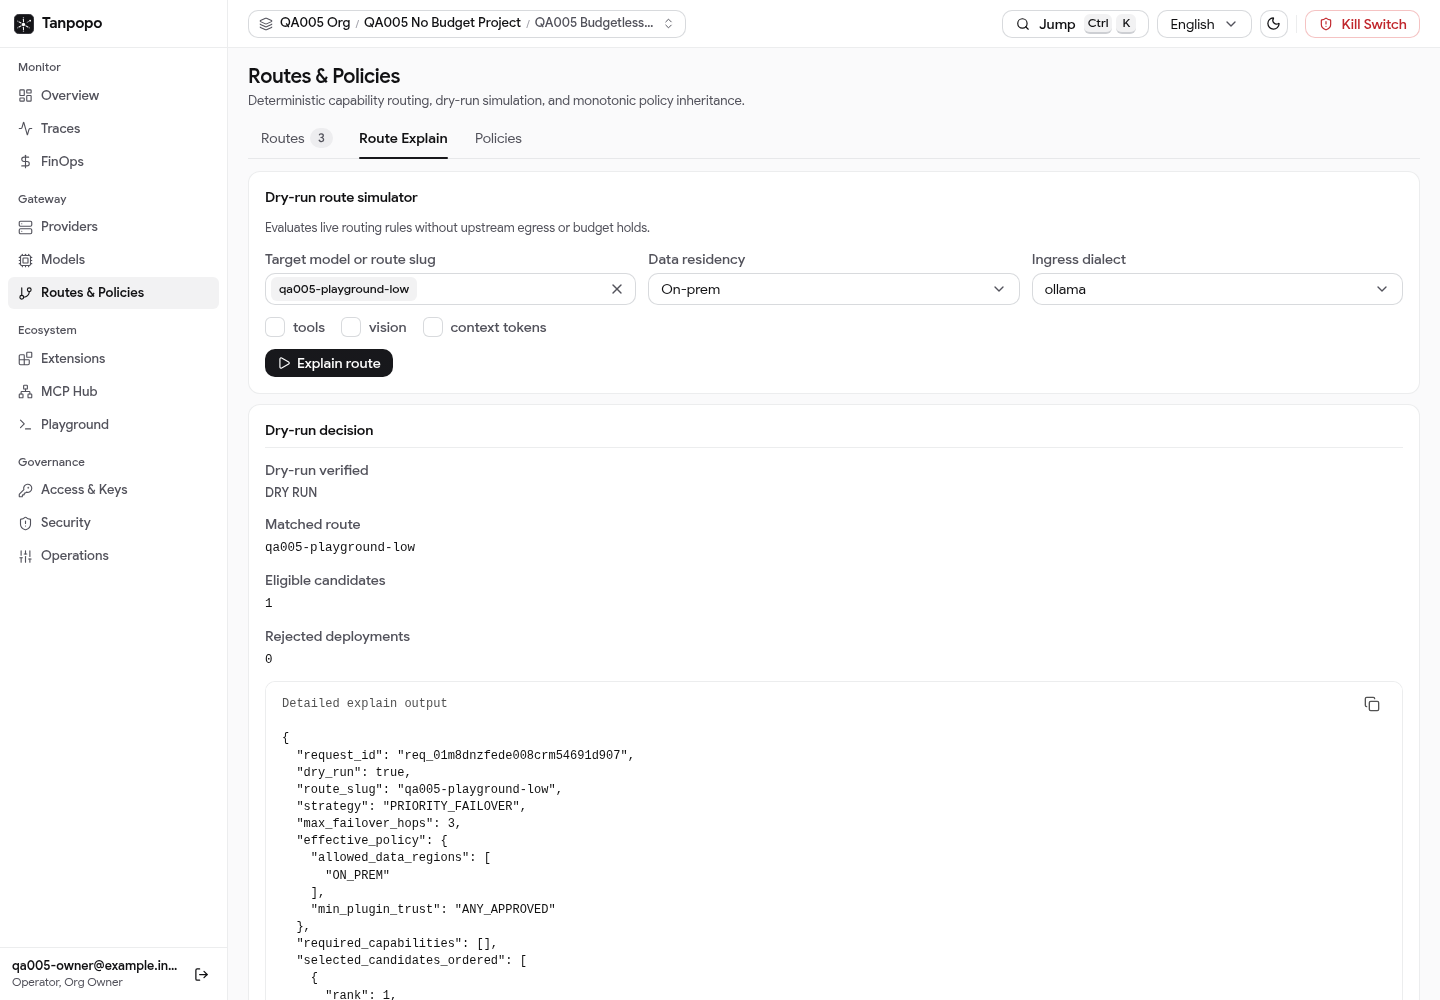 Tanpopo
QA005 Org / QA005 No Budget Project / QA005 Budgetless...
Jump Ctrl K
English
Kill Switch
Monitor
Overview
Traces
FinOps
Gateway
Providers
Models
Routes & Policies
Ecosystem
Extensions
MCP Hub
Playground
Governance
Access & Keys
Security
Operations
qa005-owner@example.in...
Operator, Org Owner
Routes & Policies
Deterministic capability routing, dry-run simulation, and monotonic policy inheritance.
Routes 3
Route Explain
Policies
Dry-run route simulator
Evaluates live routing rules without upstream egress or budget holds.
Target model or route slug
Data residency
Ingress dialect
qa005-playground-low
On-prem
ollama
tools
vision
context tokens
Explain route
Dry-run decision
Dry-run verified
DRY RUN
Matched route
qa005-playground-low
Eligible candidates
1
Rejected deployments
0
Detailed explain output
{
"request_id": "req_01m8dnzfede008crm54691d907",
"dry_run": true,
"route_slug": "qa005-playground-low",
"strategy": "PRIORITY_FAILOVER",
"max_failover_hops": 3,
"effective_policy": {
"allowed_data_regions": [
"ON_PREM"
],
"min_plugin_trust": "ANY_APPROVED"
},
"required_capabilities": [],
"selected_candidates_ordered": [
{
"rank": 1,